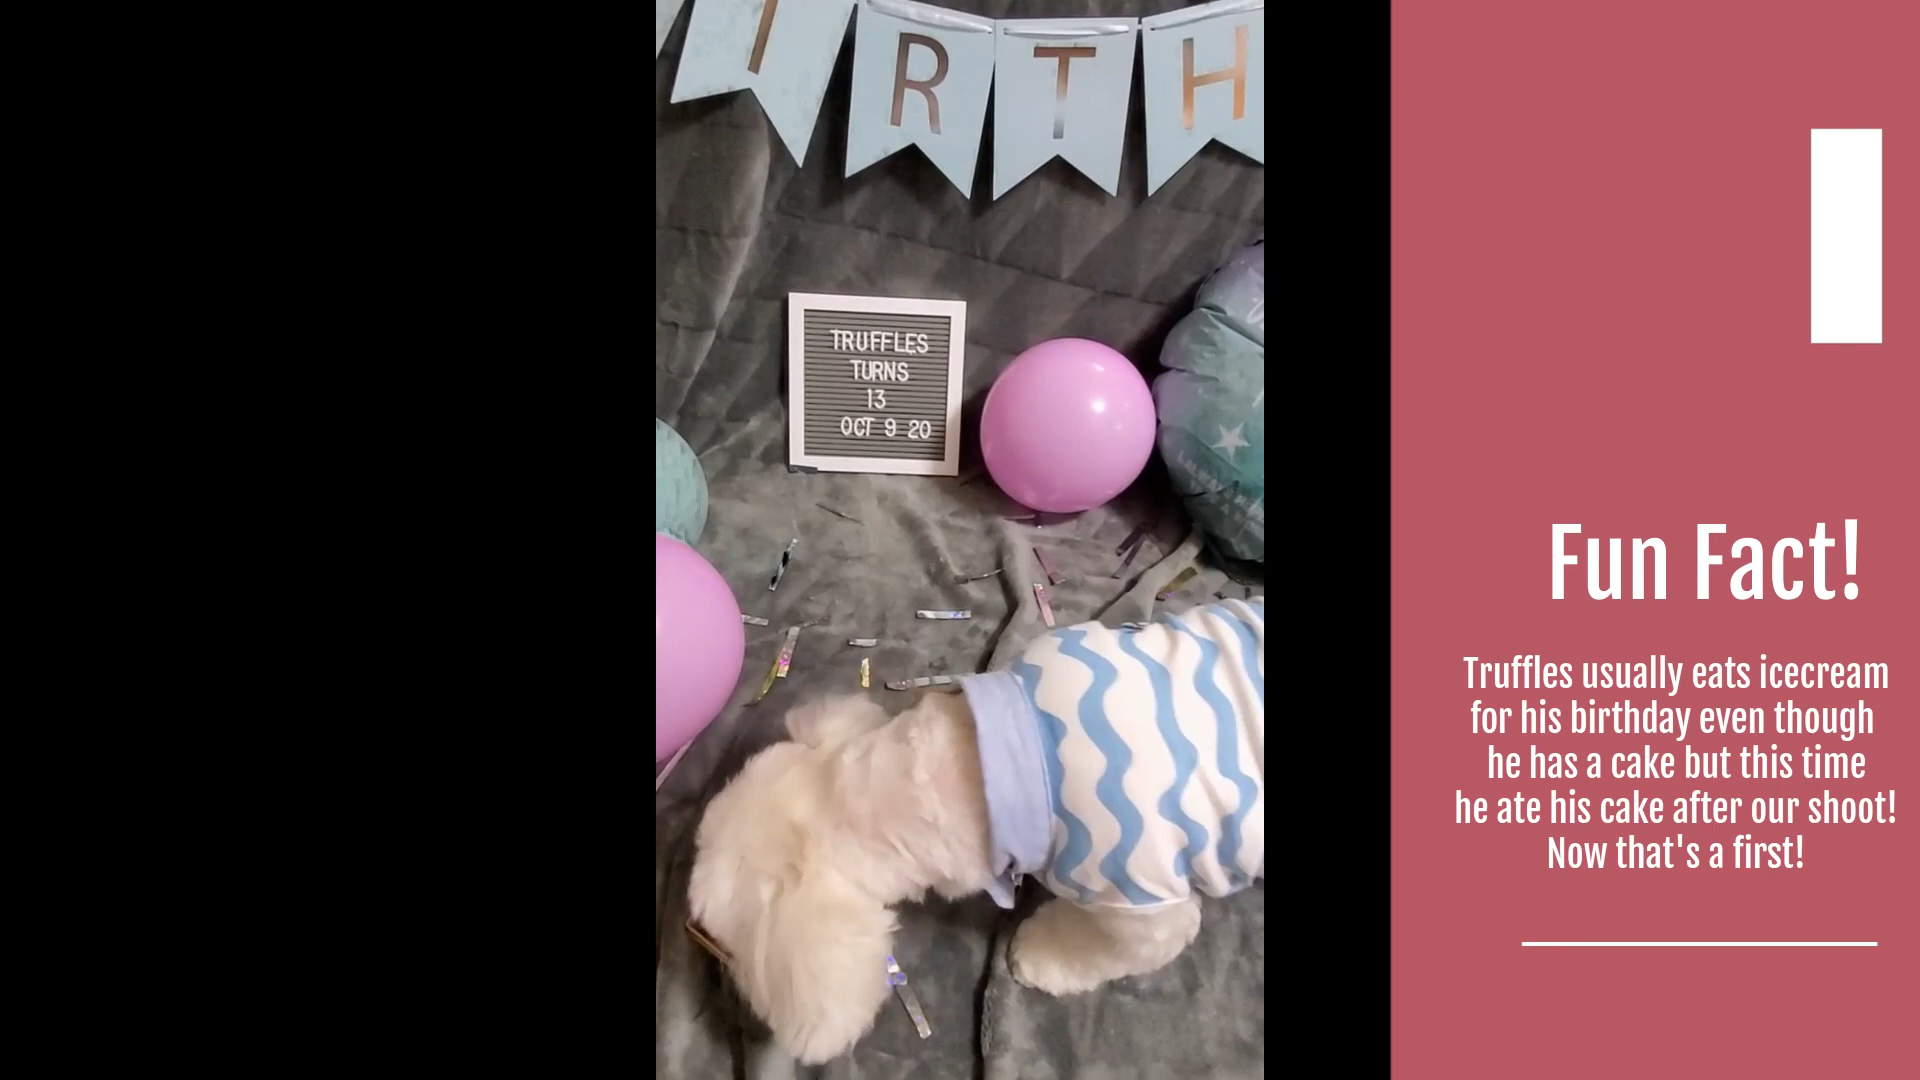 IRTH
TRUFFLES
TURNS
13
OCT 9 20
Fun Fact!
Truffles usually eats icecream
for his birthday even though
he has a cake but this time
he ate his cake after our shoot!
Now that's a first!